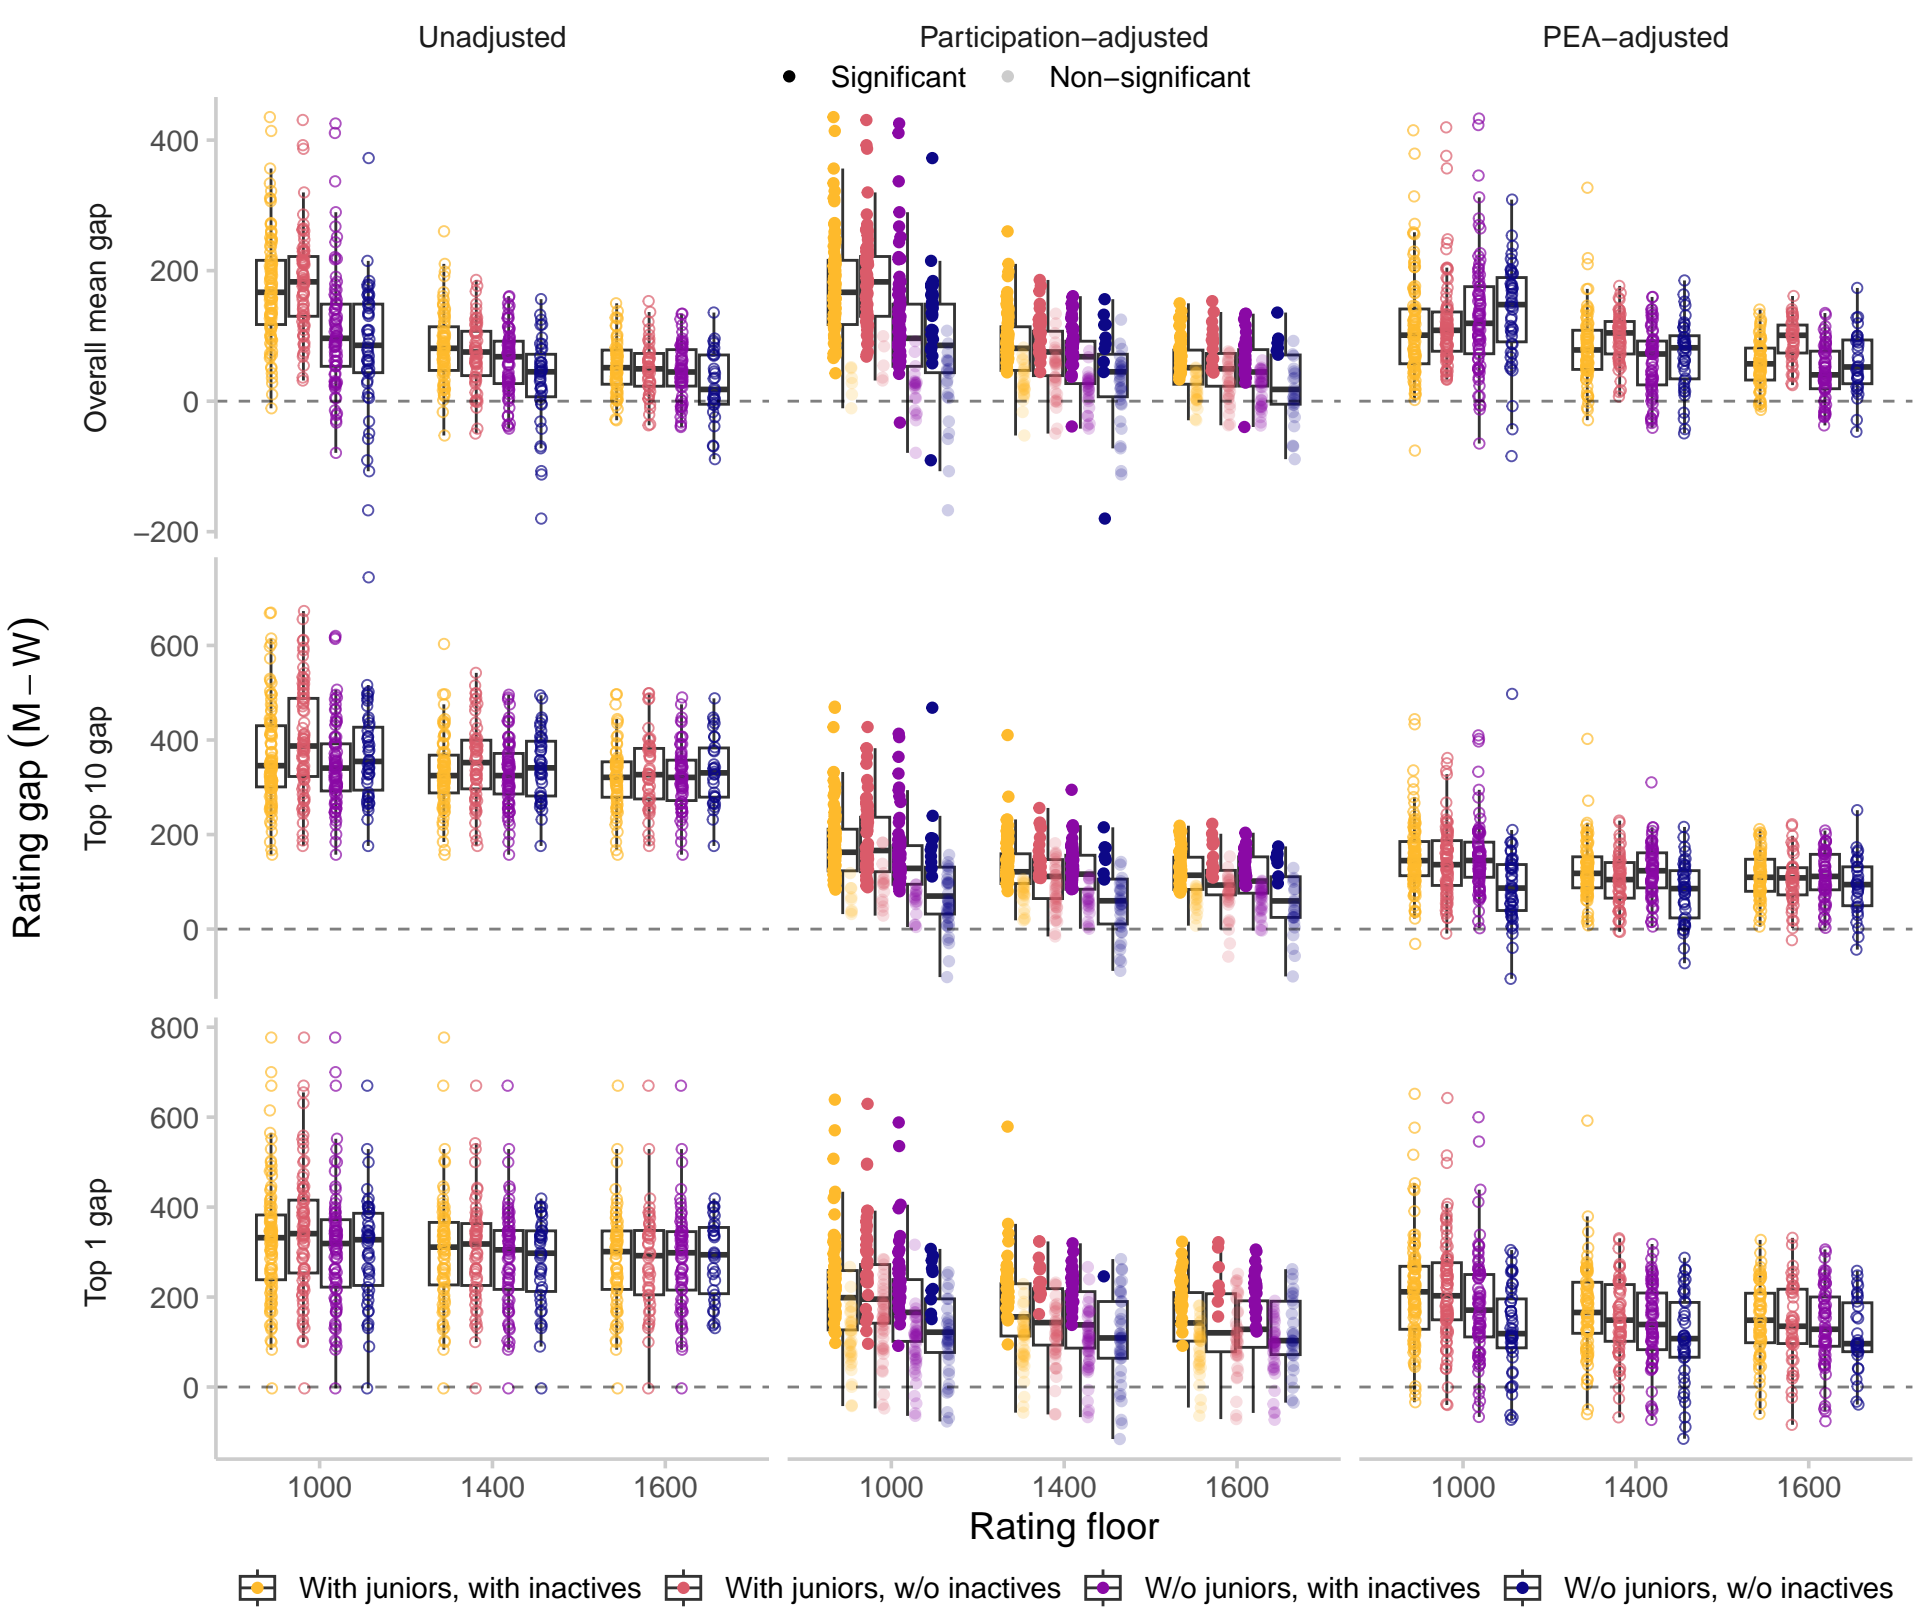 Unadjusted
Participation−adjusted
PEA−adjusted
Significant
Non−significant
Overall mean gap
400
200
0
−200
Rating gap (M − W)
Top 10 gap
600
400
200
0
Top 1 gap
800
600
400
200
0
1000 1400 1600
1000 1400 1600
1000 1400 1600
Rating floor
With juniors, with inactives
With juniors, w/o inactives
W/o juniors, with inactives
W/o juniors, w/o inactives